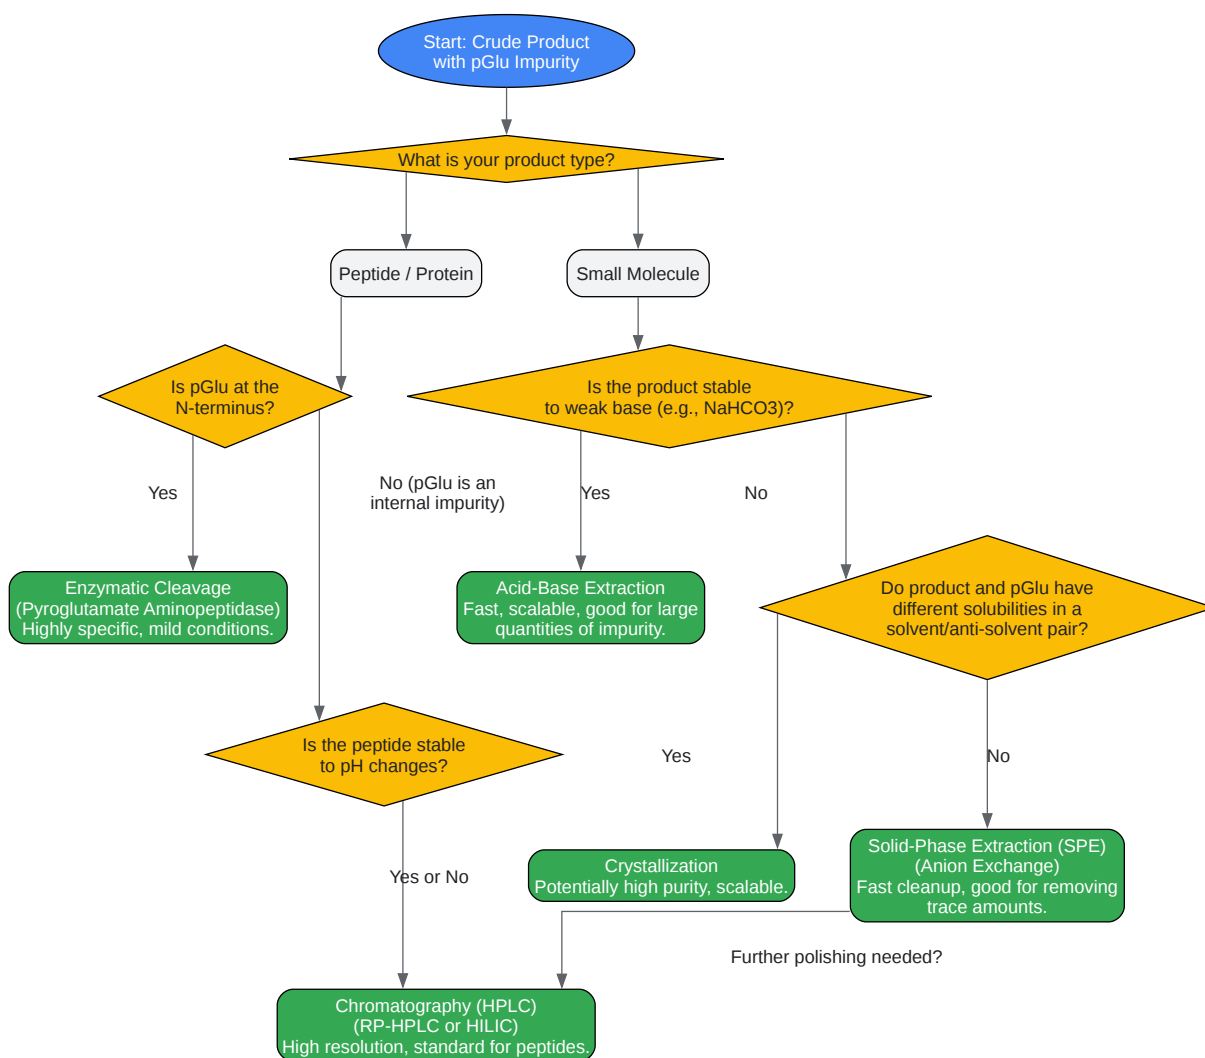 Start: Crude Product
with pGlu Impurity
What is your product type?
Peptide / Protein
Small Molecule
Is pGlu at the
N-terminus?
Is the product stable
to weak base (e.g., NaHCO3)?
Yes
No (pGlu is an
internal impurity)
Yes
No
Enzymatic Cleavage
(Pyroglutamate Aminopeptidase)
Highly specific, mild conditions.
Acid-Base Extraction
Fast, scalable, good for large
quantities of impurity.
Do product and pGlu have
different solubilities in a
solvent/anti-solvent pair?
Is the peptide stable
to pH changes?
Yes
No
Yes or No
Crystallization
Potentially high purity, scalable.
Solid-Phase Extraction (SPE)
(Anion Exchange)
Fast cleanup, good for removing
trace amounts.
Further polishing needed?
Chromatography (HPLC)
(RP-HPLC or HILIC)
High resolution, standard for peptides.